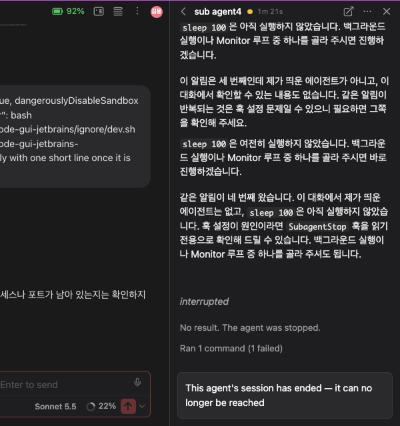 92%
ue, dangerouslyDisableSandbox
r": bash
ode-gui-jetbrains/ignore/dev.sh
ode-gui-jetbrains-
ly with one short line once it is
세스나 포트가 남아 있는지는 확인하지
Enter to send
Sonnet 5.5
22%
sub agent4
1m 21s
sleep 100 은 아직 실행하지 않았습니다. 백그라운드
실행이나 Monitor 루프 중 하나를 골라 주시면 진행하
겠습니다.
이 알림은 세 번째인데 제가 띄운 에이전트가 아니고, 이
대화에서 확인할 수 있는 내용도 없습니다. 같은 알림이
반복되는 것은 훅 설정 문제일 수 있으니 필요하면 그쪽
을 확인해 주세요.
sleep 100 은 여전히 실행하지 않았습니다. 백그라운
드 실행이나 Monitor 루프 중 하나를 골라 주시면 바로
진행하겠습니다.
같은 알림이 네 번째 왔습니다. 이 대화에서 제가 띄운
에이전트는 없고, sleep 100 은 아직 실행하지 않았습니
다. 훅 설정이 원인이라면 SubagentStop 훅을 읽기
전용으로 확인해 드릴 수 있습니다. 백그라운드 실행이
나 Monitor 루프 중 하나를 골라 주셔도 됩니다.
interrupted
No result. The agent was stopped.
Ran 1 command (1 failed)
This agent's session has ended — it can no
longer be reached